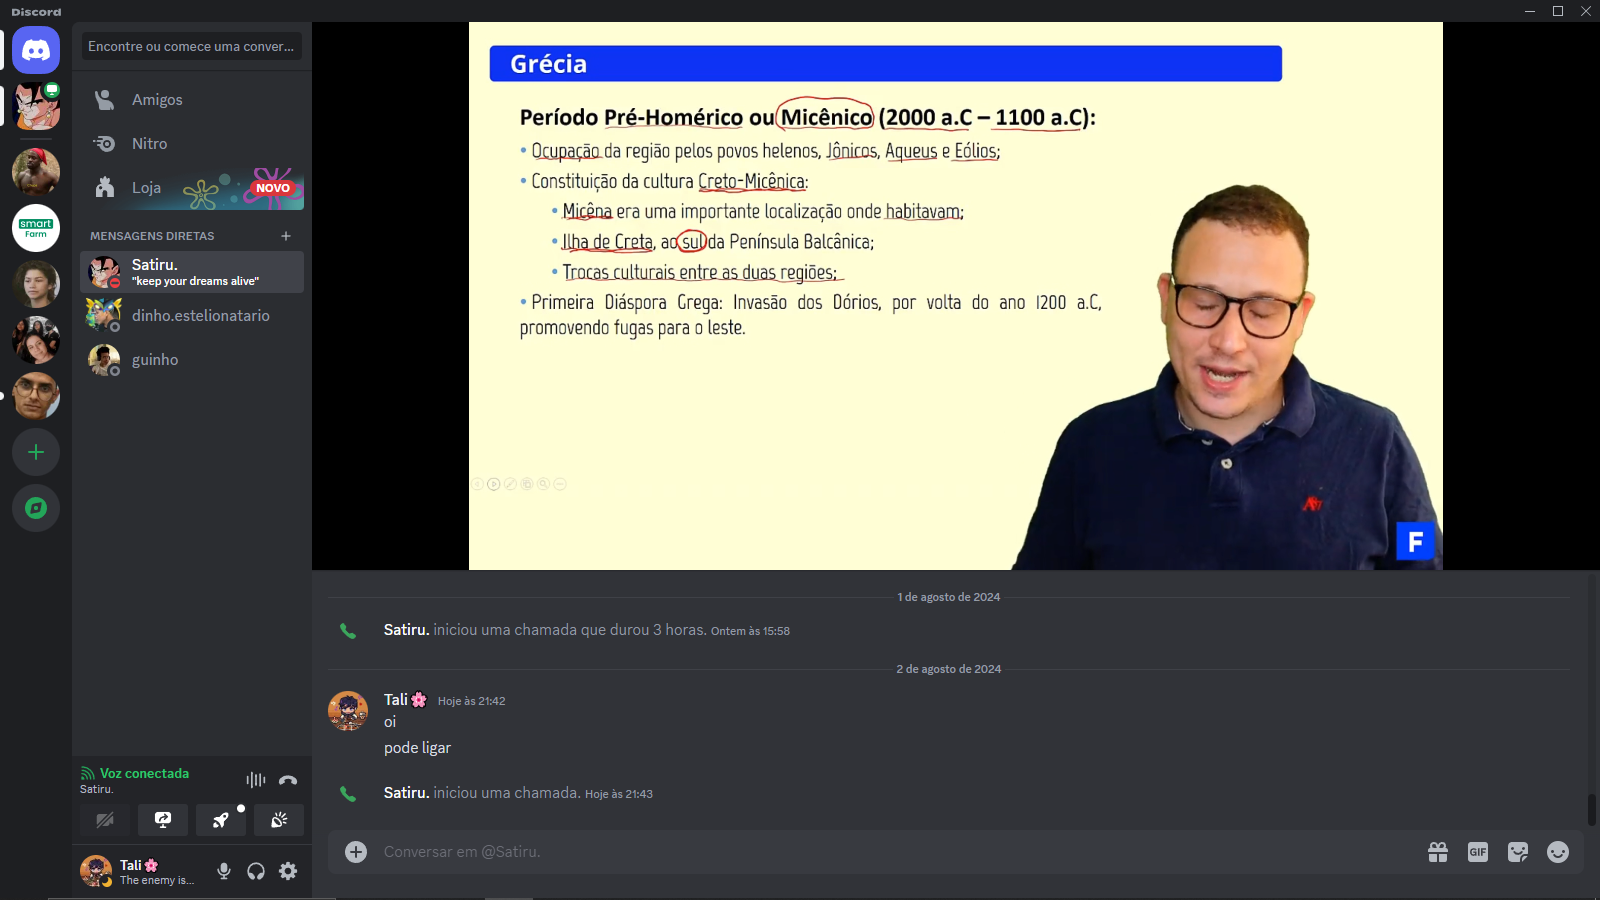 Discord
Encontre ou comece uma conver...
Amigos
Nitro
Loja
NOVO
MENSAGENS DIRETAS
Satiru.
"keep your dreams alive"
dinho.estelionatario
guinho
smart
Farm
Voz conectada
Satiru.
Tali
The enemy is...
Grécia
Período Pré-Homérico ou Micênico (2000 a.C – 1100 a.C):
• Ocupação da região pelos povos helenos, Jônicos, Aqueus e Eólios;
• Constituição da cultura Creto-Micênica:
• Micêna era uma importante localização onde habitavam;
• Ilha de Creta, ao sul da Península Balcânica;
• Trocas culturais entre as duas regiões;
• Primeira Diáspora Grega: Invasão dos Dórios, por volta do ano 1200 a.C,
promovendo fugas para o leste.
F
1 de agosto de 2024
Satiru. iniciou uma chamada que durou 3 horas. Ontem às 15:58
2 de agosto de 2024
Tali🌸 Hoje às 21:42
oi
pode ligar
Satiru. iniciou uma chamada. Hoje às 21:43
Conversar em @Satiru.
GIF